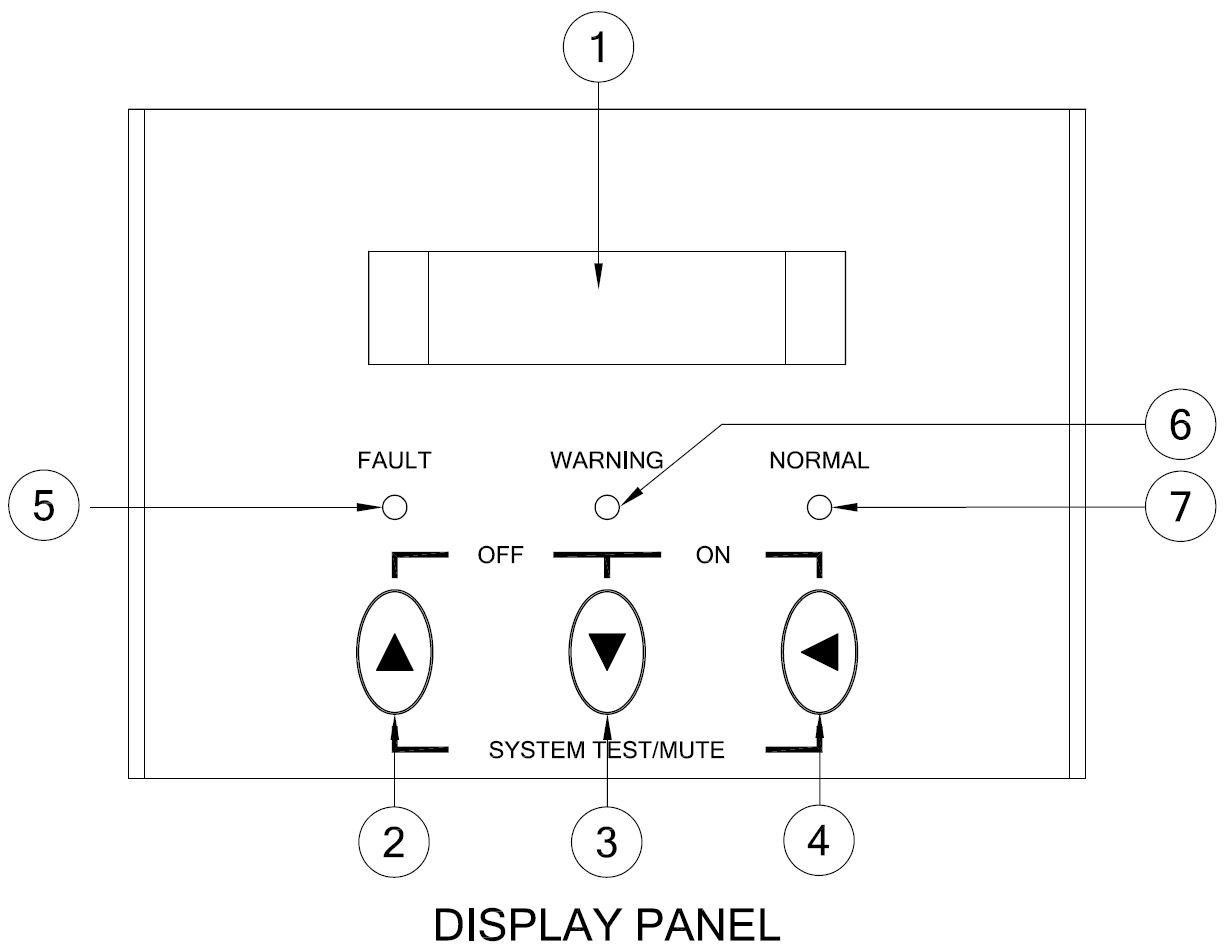 1
6
FAULT WARNING NORMAL
5
7
OFF ON
SYSTEM TEST/MUTE
2 3 4
DISPLAY PANEL